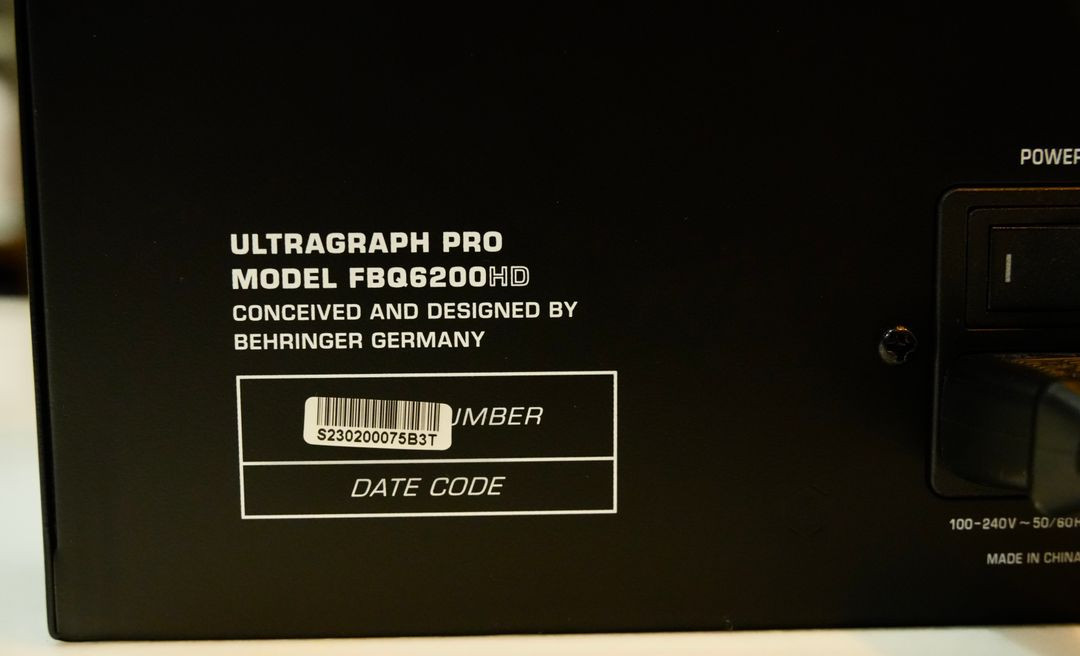 POWER
ULTRAGRAPH PRO
MODEL FBQ6200HD
CONCEIVED AND DESIGNED BY
BEHRINGER GERMANY
UMBER
S230200075B3T
DATE CODE
100-240V ~ 50/60H
MADE IN CHINA